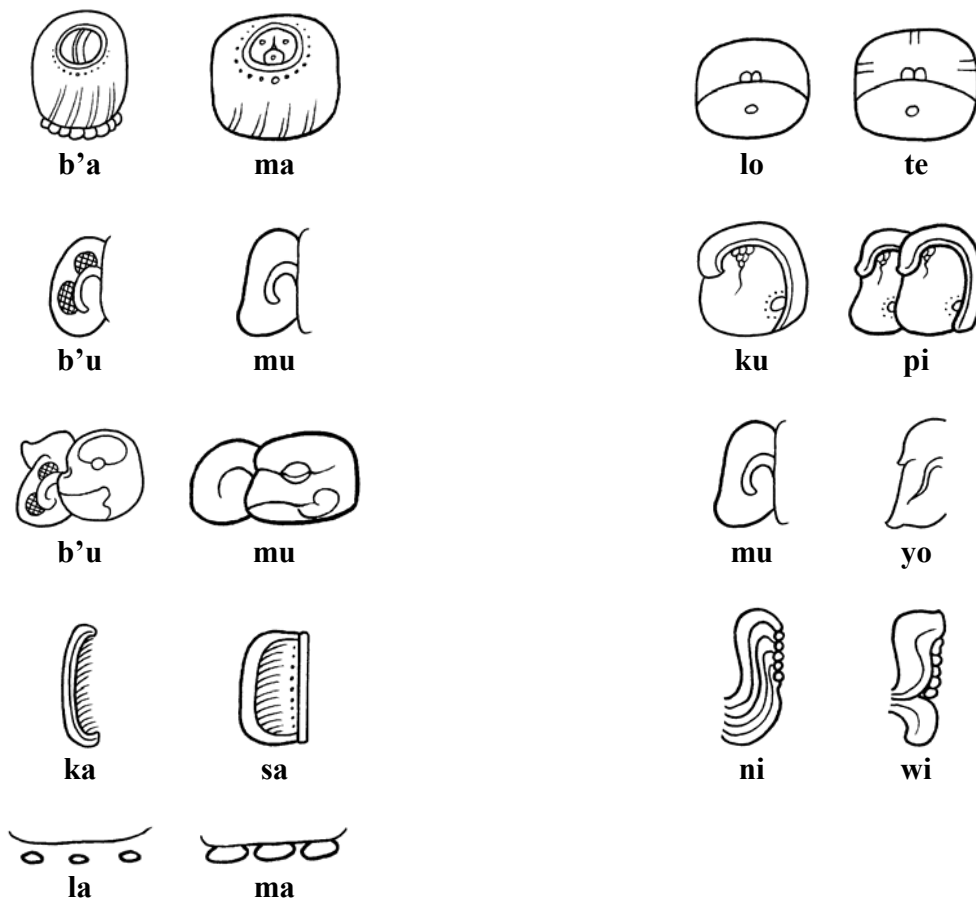 b’a ma lo te
b’u mu ku pi
b’u mu mu yo
ka sa ni wi
la ma